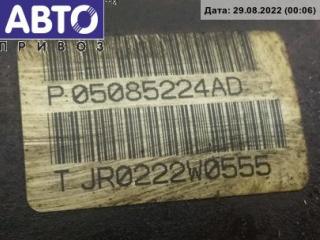 АВТО
ПРИВОЗ
Дата: 29.08.2022 (00:06)
P 05085224AD
T JR0222W0555